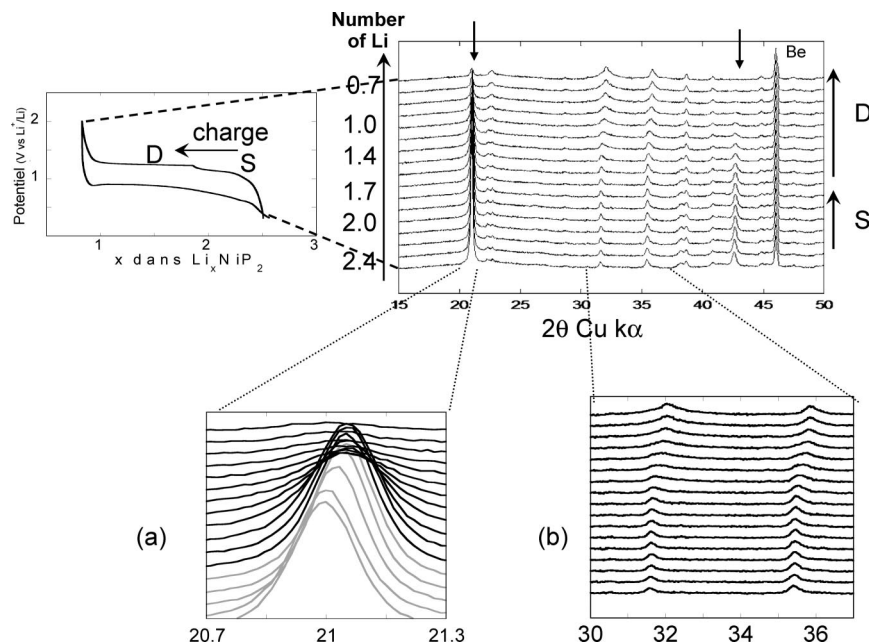 Number
of Li
Be
0.7
1.0
1.4
1.7
2.0
2.4
D
S
15 20 25 30 35 40 45 50
2θ Cu kα
Potentiel (V vs Li⁺/Li)
2
1
charge
D
S
1 2 3
x dans LiₓNiP₂
(a)
20.7 21 21.3
(b)
30 32 34 36